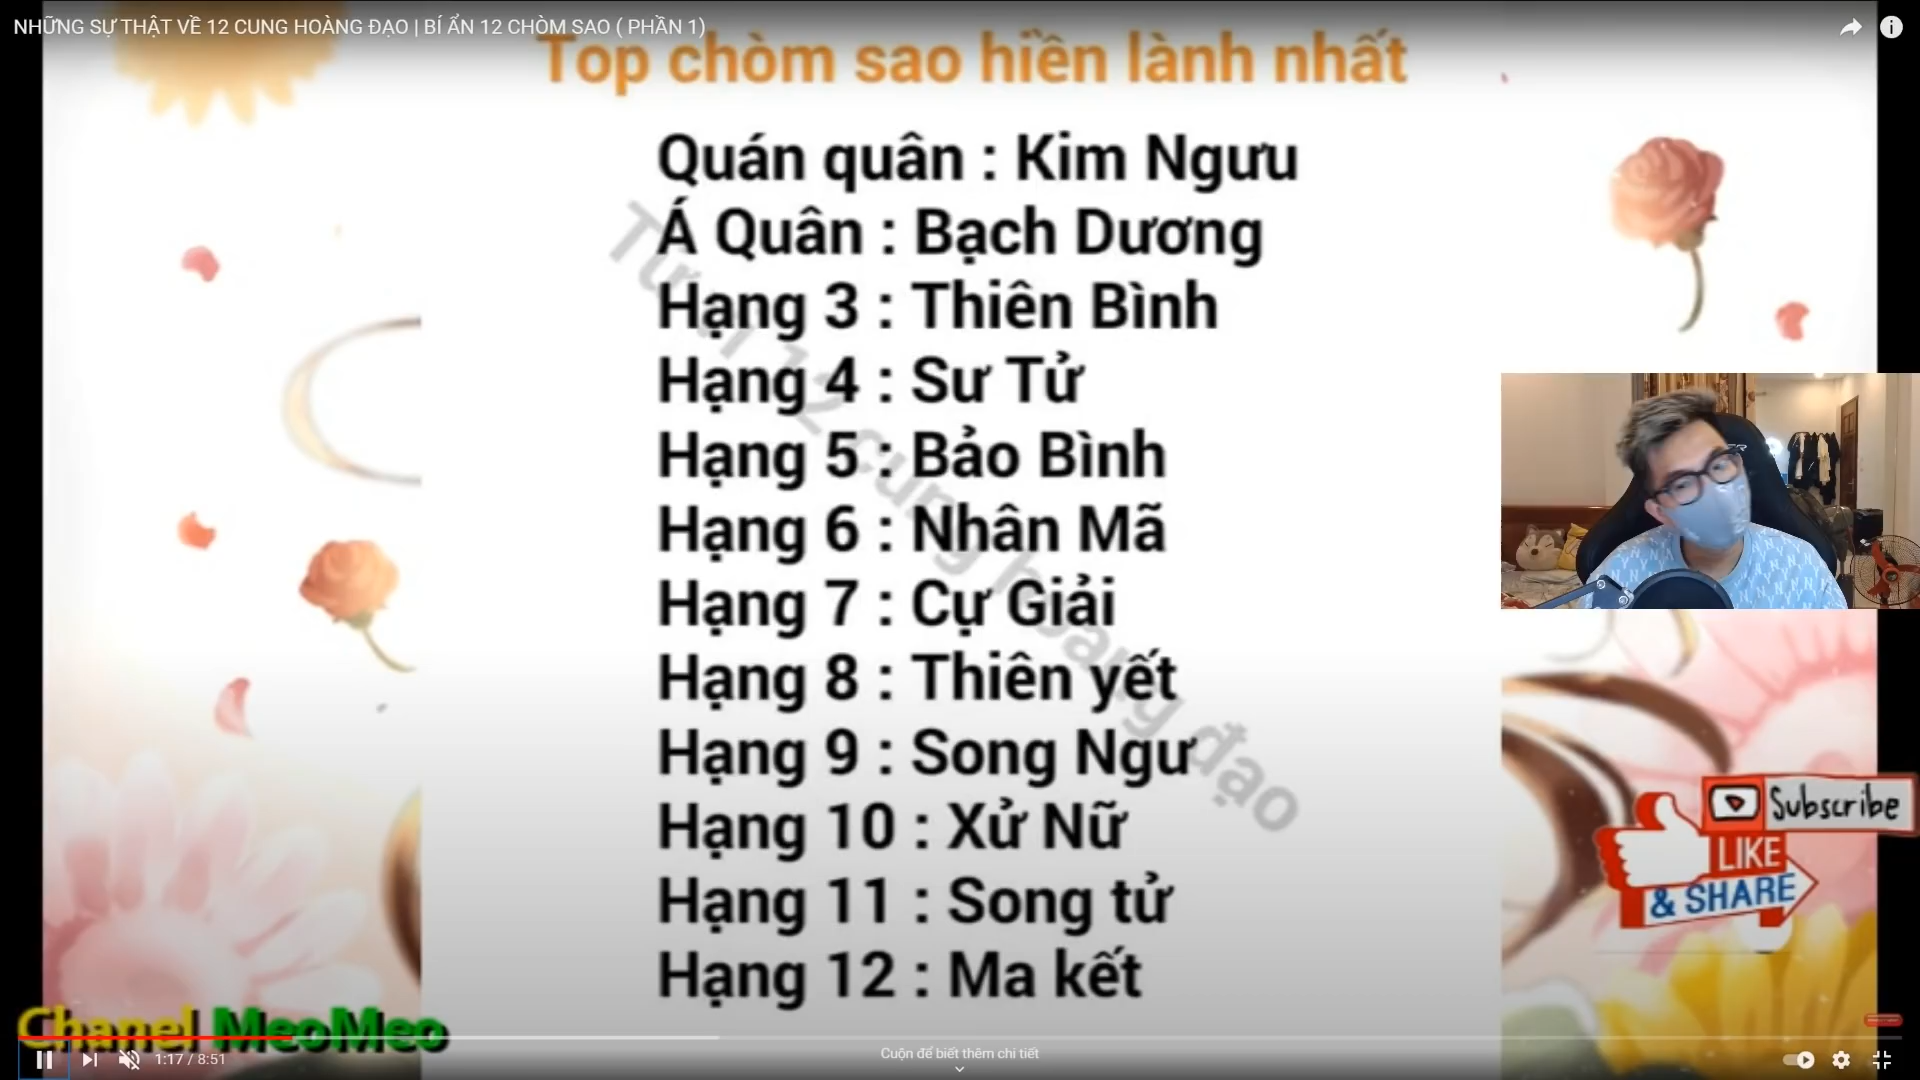 NHỮNG SỰ THẬT VỀ 12 CUNG HOÀNG ĐẠO | BÍ ẨN 12 CHÒM SAO ( PHẦN 1)
Top chòm sao hiền lành nhất
Quán quân : Kim Ngưu
Á Quân : Bạch Dương
Hạng 3 : Thiên Bình
Hạng 4 : Sư Tử
Hạng 5 : Bảo Bình
Hạng 6 : Nhân Mã
Hạng 7 : Cự Giải
Hạng 8 : Thiên yết
Hạng 9 : Song Ngư
Hạng 10 : Xử Nữ
Hạng 11 : Song tử
Hạng 12 : Ma kết
12 cung hoàng đạo
Subscribe
LIKE
& SHARE
Chanel MeoMeo
1:17 / 8:51
Cuộn để biết thêm chi tiết